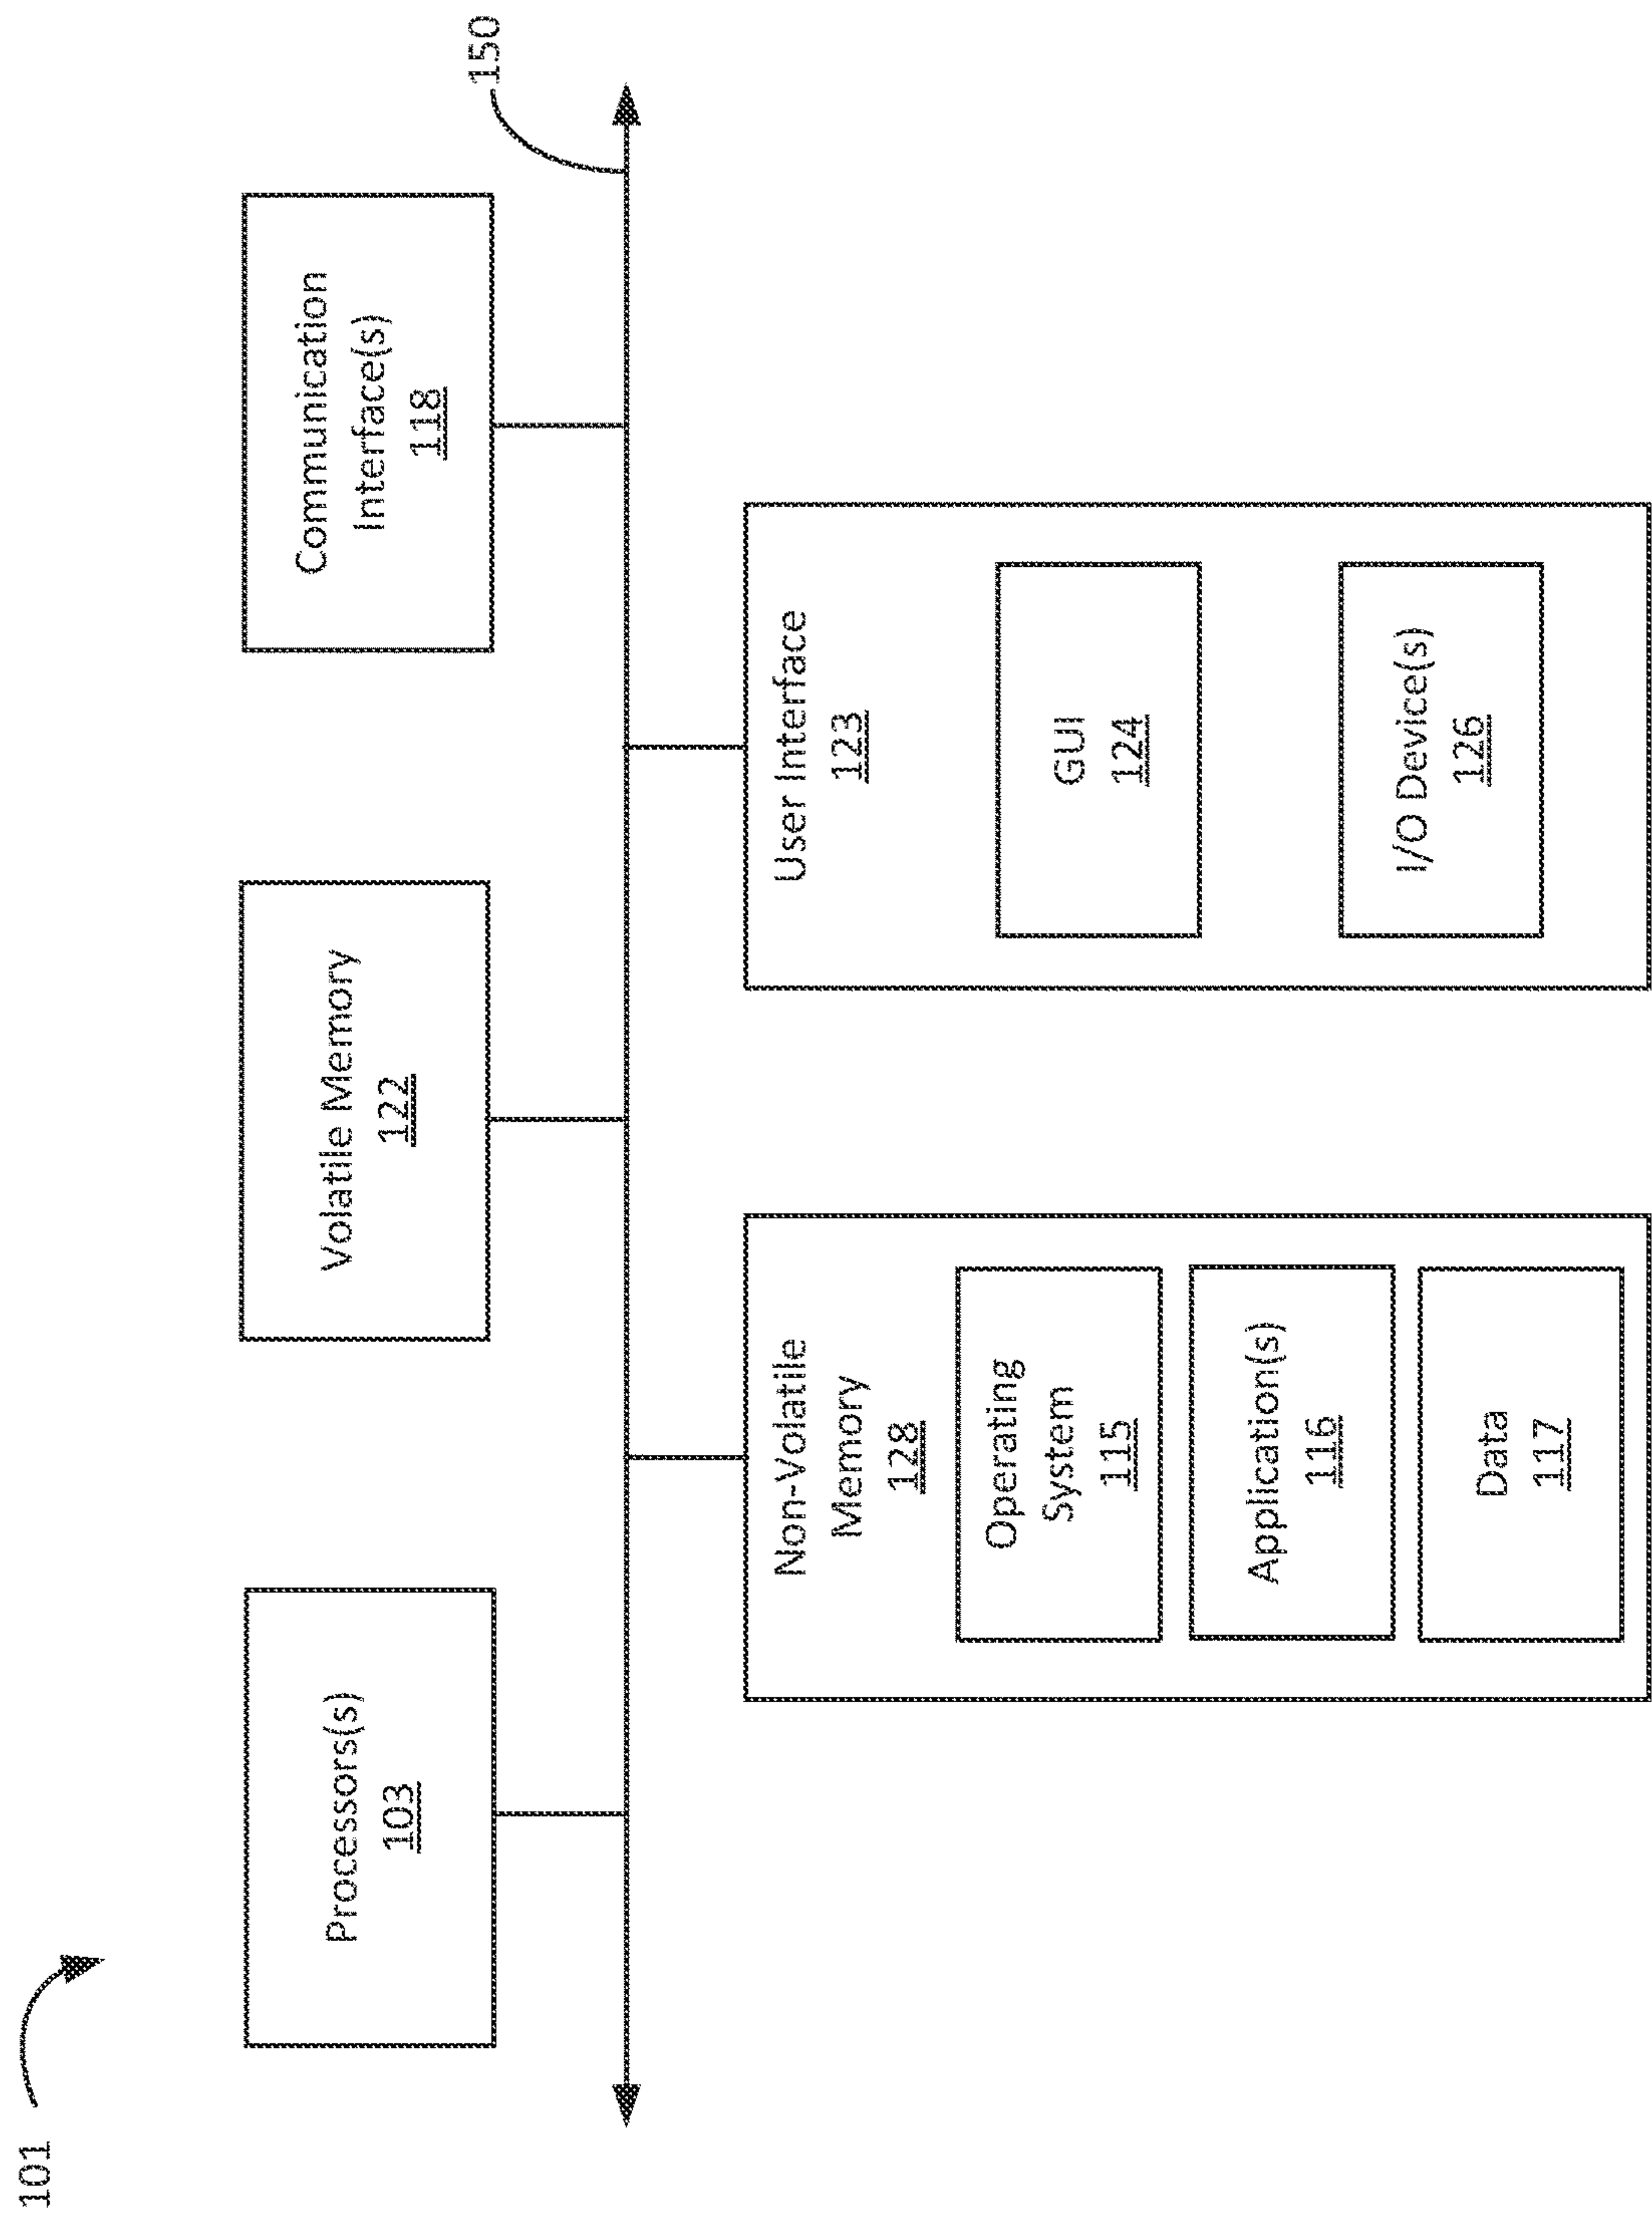 101
Processors(s)
103
Volatile Memory
122
Communication
Interface(s)
118
150
Non-Volatile
Memory
128
Operating
System
115
Application(s)
116
Data
117
User Interface
123
GUI
124
I/O Device(s)
126